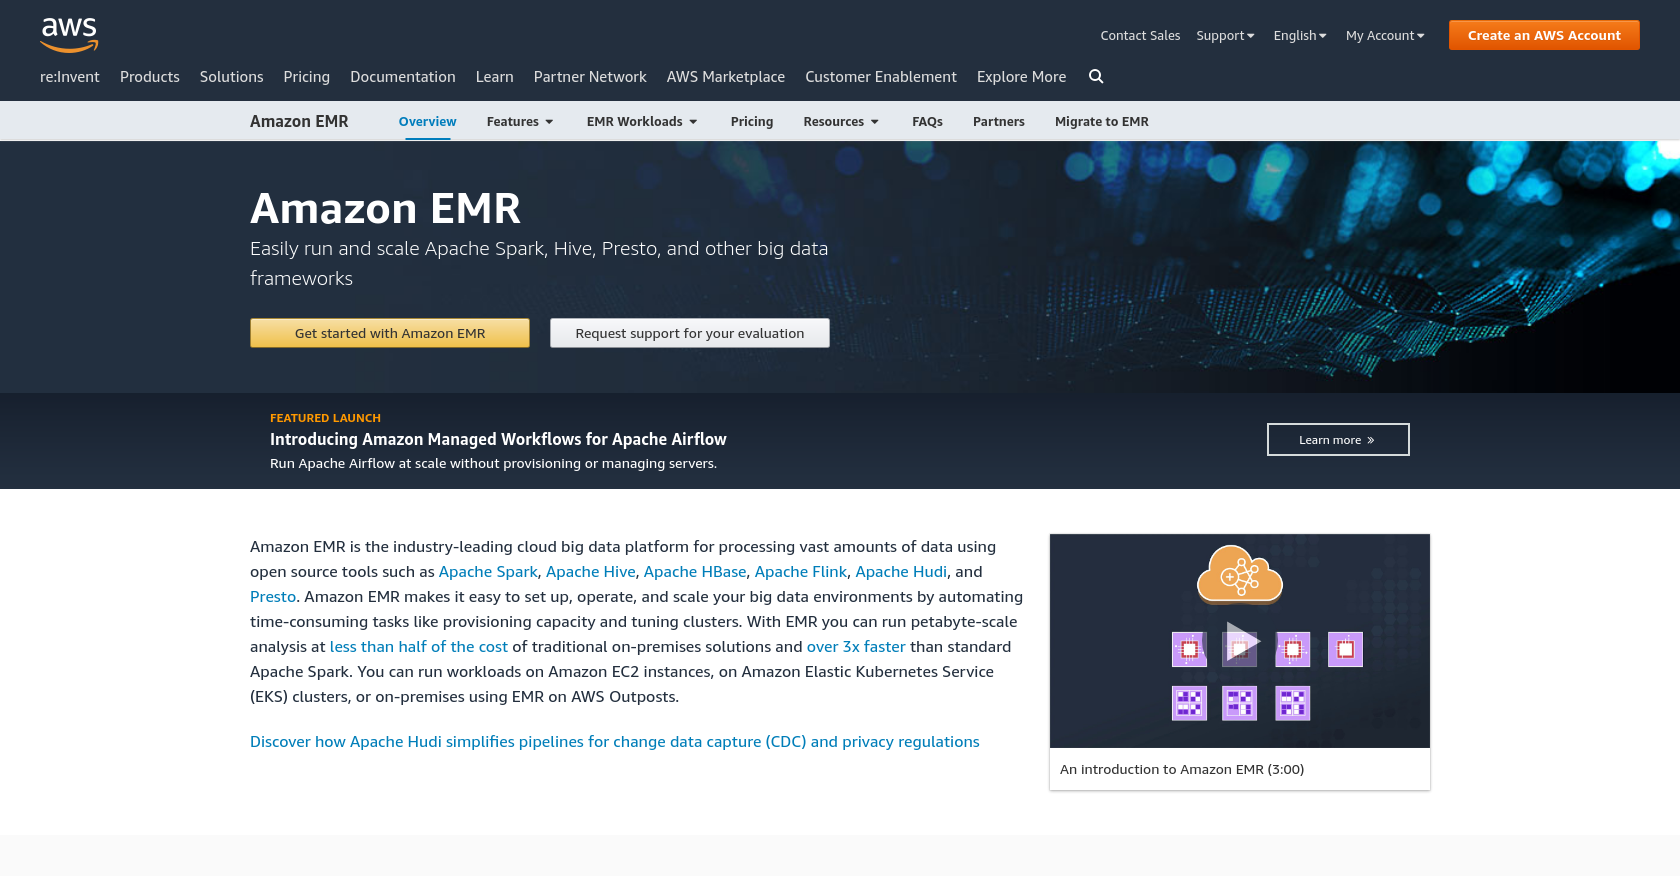 aws
Contact Sales Support English My Account Create an AWS Account
re:Invent Products Solutions Pricing Documentation Learn Partner Network AWS Marketplace Customer Enablement Explore More
Amazon EMR Overview Features EMR Workloads Pricing Resources FAQs Partners Migrate to EMR
Amazon EMR
Easily run and scale Apache Spark, Hive, Presto, and other big data
frameworks
Get started with Amazon EMR Request support for your evaluation
FEATURED LAUNCH
Introducing Amazon Managed Workflows for Apache Airflow
Run Apache Airflow at scale without provisioning or managing servers.
Learn more »
Amazon EMR is the industry-leading cloud big data platform for processing vast amounts of data using
open source tools such as Apache Spark, Apache Hive, Apache HBase, Apache Flink, Apache Hudi, and
Presto. Amazon EMR makes it easy to set up, operate, and scale your big data environments by automating
time-consuming tasks like provisioning capacity and tuning clusters. With EMR you can run petabyte-scale
analysis at less than half of the cost of traditional on-premises solutions and over 3x faster than standard
Apache Spark. You can run workloads on Amazon EC2 instances, on Amazon Elastic Kubernetes Service
(EKS) clusters, or on-premises using EMR on AWS Outposts.
Discover how Apache Hudi simplifies pipelines for change data capture (CDC) and privacy regulations
An introduction to Amazon EMR (3:00)